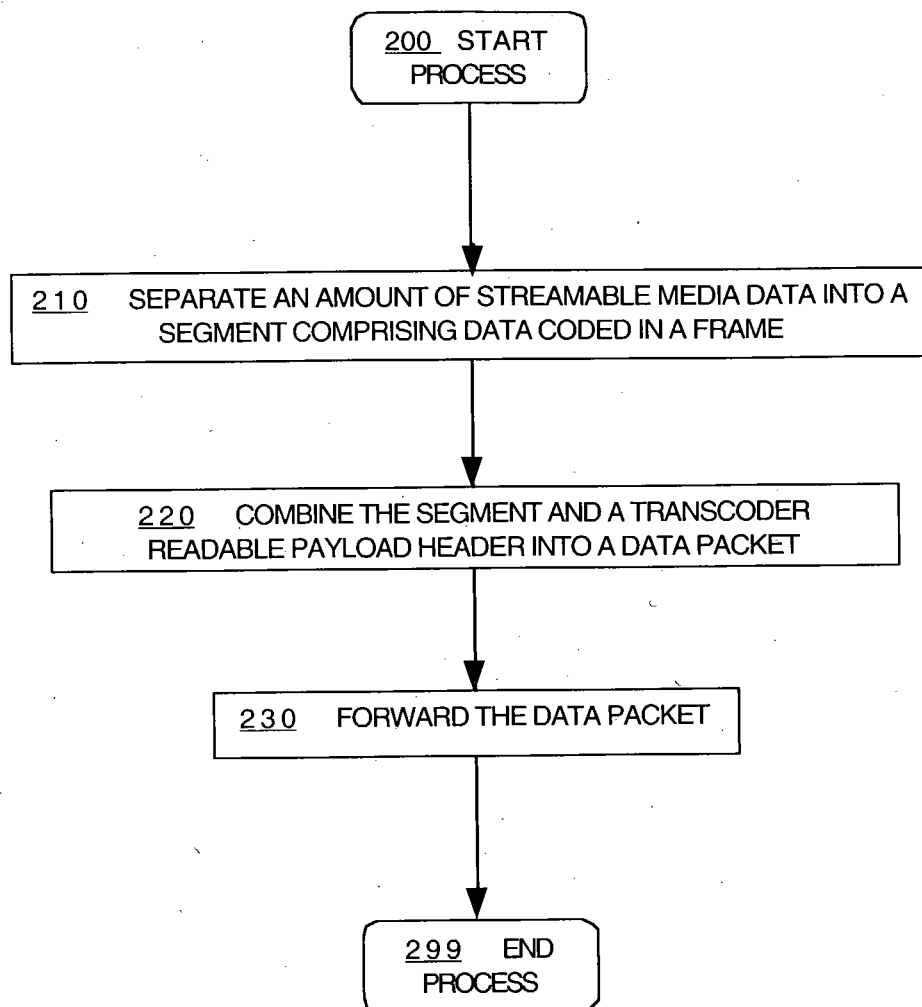 200 START
PROCESS
210 SEPARATE AN AMOUNT OF STREAMABLE MEDIA DATA INTO A
SEGMENT COMPRISING DATA CODED IN A FRAME
220 COMBINE THE SEGMENT AND A TRANSCODER
READABLE PAYLOAD HEADER INTO A DATA PACKET
230 FORWARD THE DATA PACKET
299 END
PROCESS